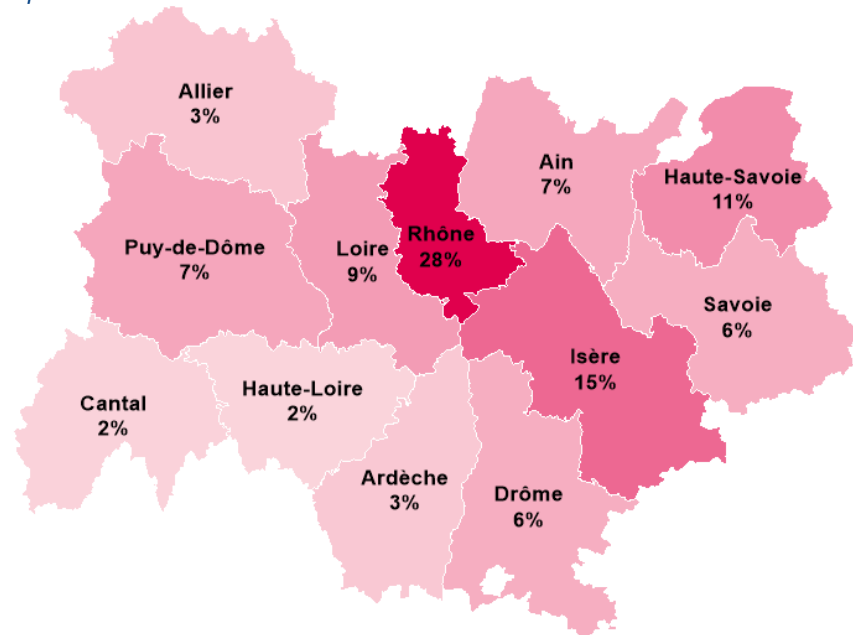 Allier
3%
Ain
7%
Haute-Savoie
11%
Puy-de-Dôme
7%
Loire
9%
Rhône
28%
Savoie
6%
Isère
15%
Cantal
2%
Haute-Loire
2%
Ardèche
3%
Drôme
6%